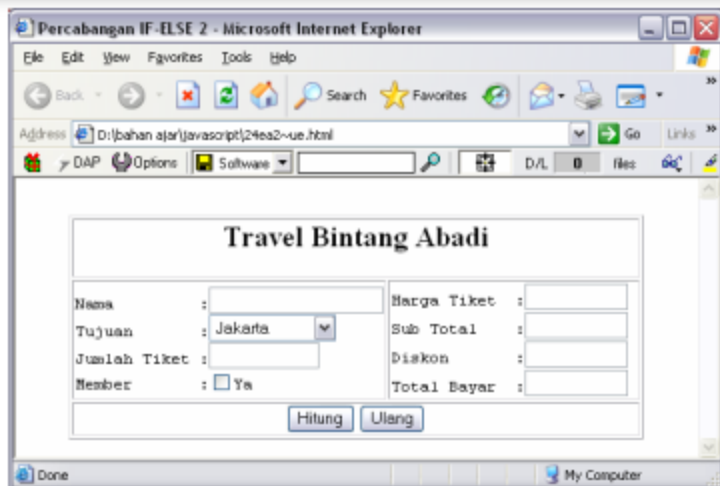 Percabangan IF-ELSE 2 - Microsoft Internet Explorer
File Edit View Favorites Tools Help
Back Search Favorites
Address D:\bahan ajar\javascript\24ea2~ue.html Go Links
DAP Options Software D/L 0 files
Travel Bintang Abadi
Nama :
Tujuan : Jakarta
Jumlah Tiket :
Member : Ya
Harga Tiket :
Sub Total :
Diskon :
Total Bayar :
Hitung Ulang
Done My Computer